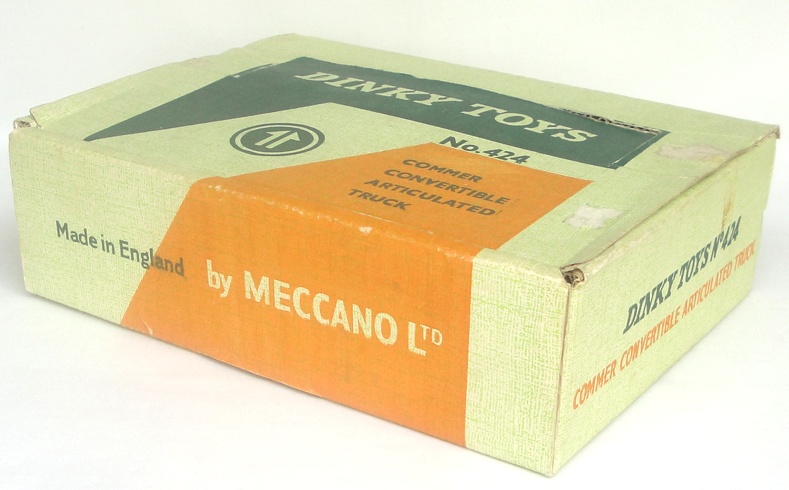 DINKY TOYS
No. 424
COMMER
CONVERTIBLE
ARTICULATED
TRUCK
Made in England
by MECCANO LTD
DINKY TOYS No 424
COMMER CONVERTIBLE ARTICULATED TRUCK